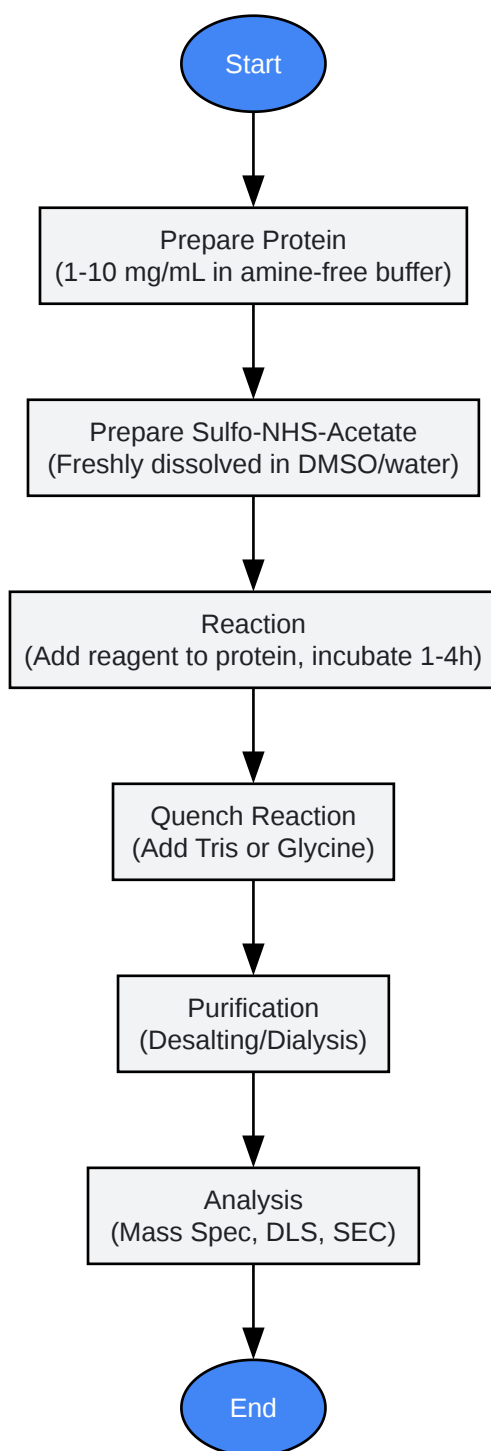 Start
Prepare Protein
(1-10 mg/mL in amine-free buffer)
Prepare Sulfo-NHS-Acetate
(Freshly dissolved in DMSO/water)
Reaction
(Add reagent to protein, incubate 1-4h)
Quench Reaction
(Add Tris or Glycine)
Purification
(Desalting/Dialysis)
Analysis
(Mass Spec, DLS, SEC)
End